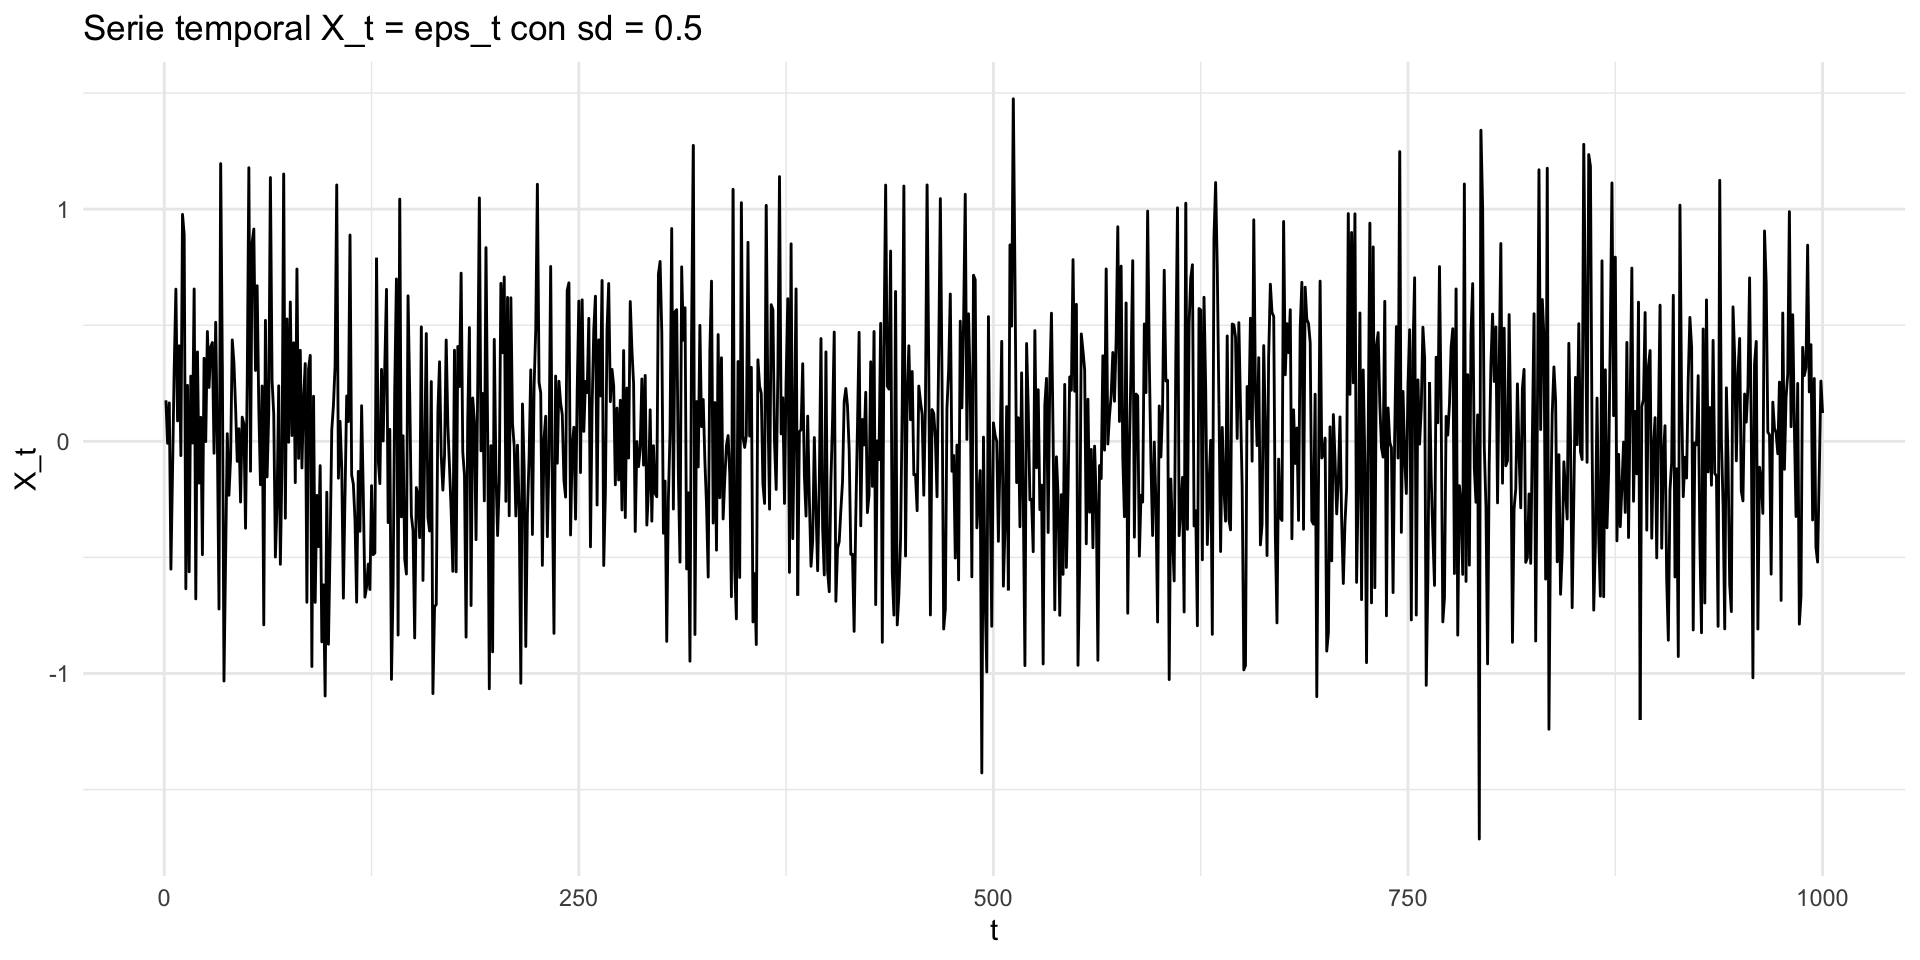 Serie temporal X_t = eps_t con sd = 0.5
X_t
1
0
-1
0 250 500 750 1000
t